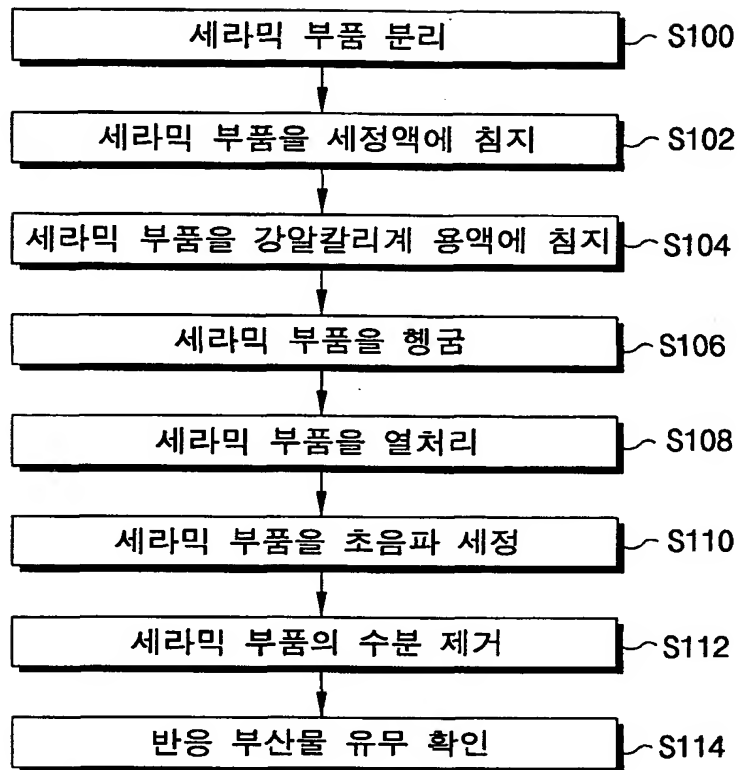 세라믹 부품 분리 S100
세라믹 부품을 세정액에 침지 S102
세라믹 부품을 강알칼리계 용액에 침지 S104
세라믹 부품을 헹굼 S106
세라믹 부품을 열처리 S108
세라믹 부품을 초음파 세정 S110
세라믹 부품의 수분 제거 S112
반응 부산물 유무 확인 S114